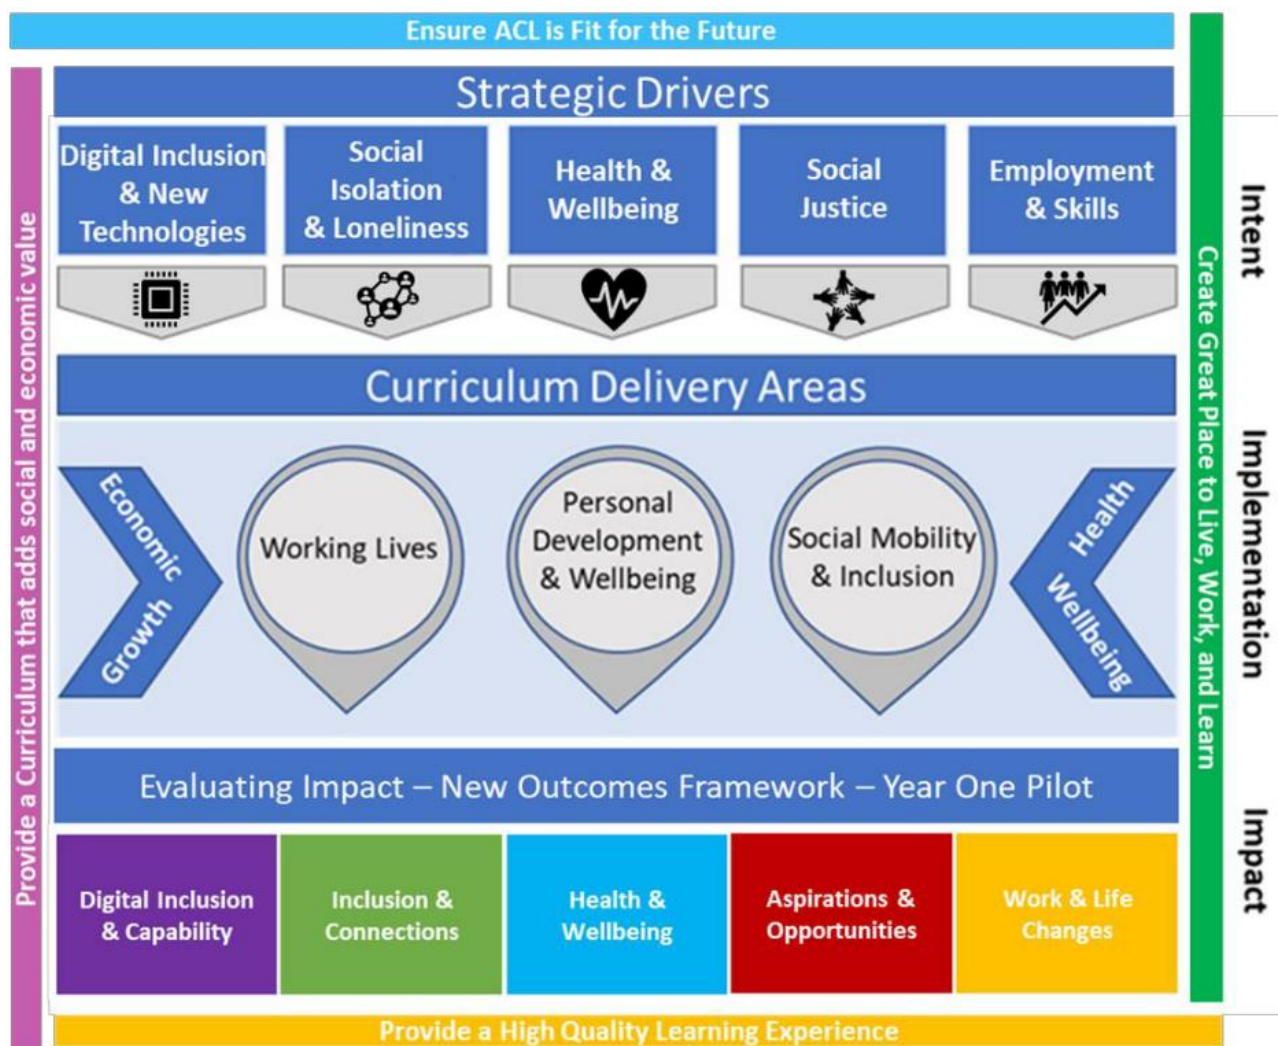 Ensure ACL is Fit for the Future
Provide a Curriculum that adds social and economic value
Create Great Place to Live, Work, and Learn
Strategic Drivers
Digital Inclusion
& New
Technologies
Social
Isolation
& Loneliness
Health &
Wellbeing
Social
Justice
Employment
& Skills
Intent
Curriculum Delivery Areas
Economic
Growth
Working Lives
Personal
Development
& Wellbeing
Social Mobility
& Inclusion
Health
Wellbeing
Implementation
Evaluating Impact – New Outcomes Framework – Year One Pilot
Digital Inclusion
& Capability
Inclusion &
Connections
Health &
Wellbeing
Aspirations &
Opportunities
Work & Life
Changes
Impact
Provide a High Quality Learning Experience